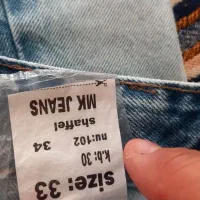 size: 33
k.b: 30
nu:102 34
shaffel
MK JEANS